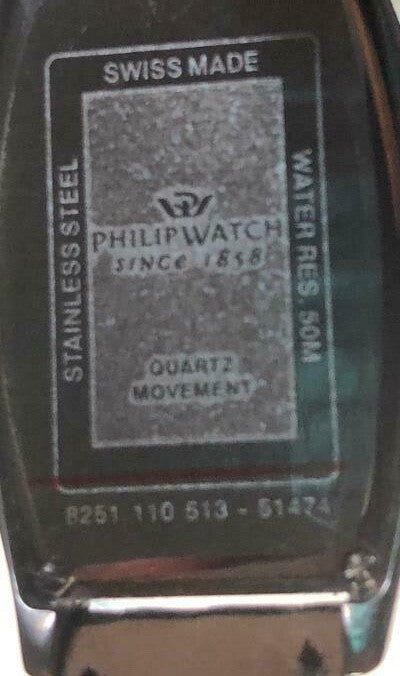 SWISS MADE
STAINLESS STEEL
PHILIP WATCH
SINCE 1858
QUARTZ
MOVEMENT
WATER RES. 50M
8251 110 513 - 51474